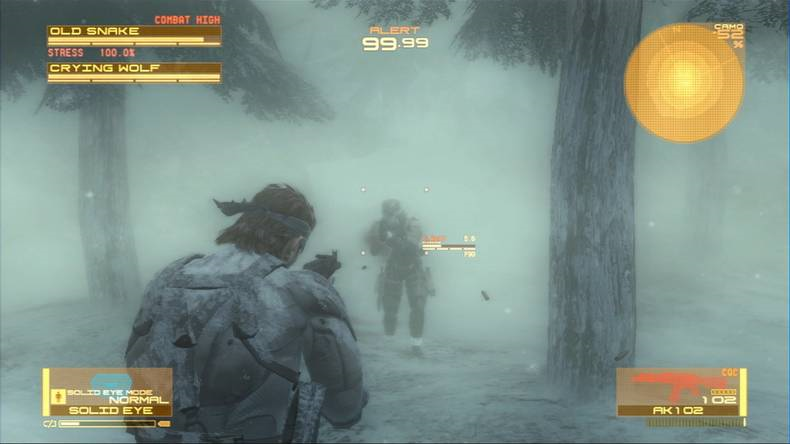 COMBAT HIGH
OLD SNAKE
STRESS 100.0%
CRYING WOLF
ALERT
99.99
N
CAMO
-52
%
SOLID EYE MODE
NORMAL
SOLID EYE
CQC
102
AK102